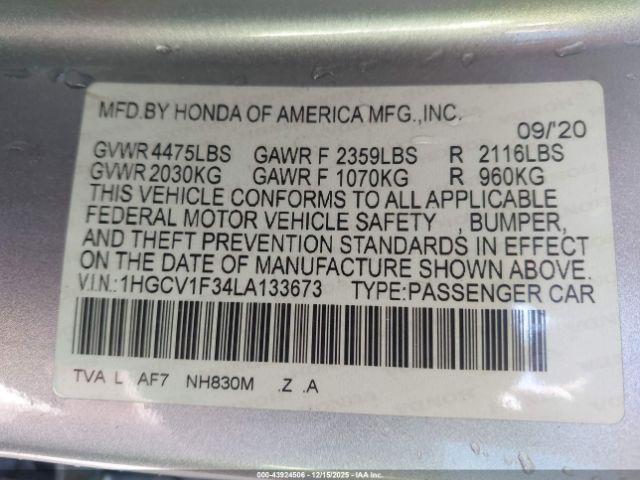 MFD.BY HONDA OF AMERICA MFG.,INC.
09/'20
GVWR 4475LBS GAWR F 2359LBS R 2116LBS
GVWR 2030KG GAWR F 1070KG R 960KG
THIS VEHICLE CONFORMS TO ALL APPLICABLE
FEDERAL MOTOR VEHICLE SAFETY , BUMPER,
AND THEFT PREVENTION STANDARDS IN EFFECT
ON THE DATE OF MANUFACTURE SHOWN ABOVE.
V.I.N.:1HGCV1F34LA133673 TYPE:PASSENGER CAR
TVA L AF7 NH830M .Z .A
000-43924506 - 12/15/2025 - IAA Inc.